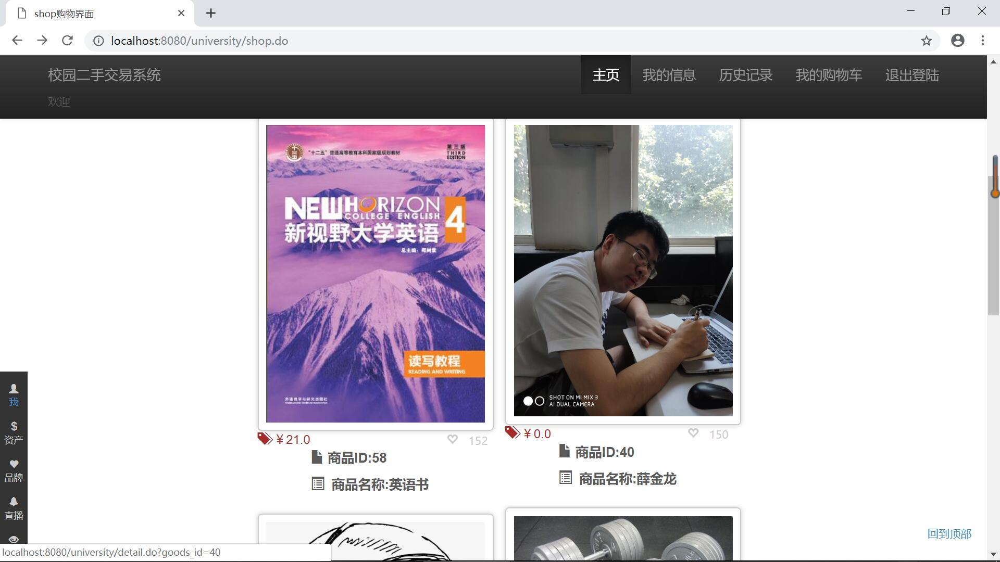 shop购物界面
localhost:8080/university/shop.do
校园二手交易系统
主页
我的信息
历史记录
我的购物车
退出登陆
欢迎
"十二五"普通高等教育本科国家级规划教材
第三版
THIRD
EDITION
NEW HORIZON
COLLEGE ENGLISH
新视野大学英语
4
总主编：郑树棠
读写教程
READING AND WRITING
外语教学与研究出版社
SHOT ON MI MIX 3
AI DUAL CAMERA
¥ 21.0
152
商品ID:58
商品名称:英语书
¥ 0.0
150
商品ID:40
商品名称:薛金龙
我
$
资产
品牌
直播
回到顶部
localhost:8080/university/detail.do?goods_id=40